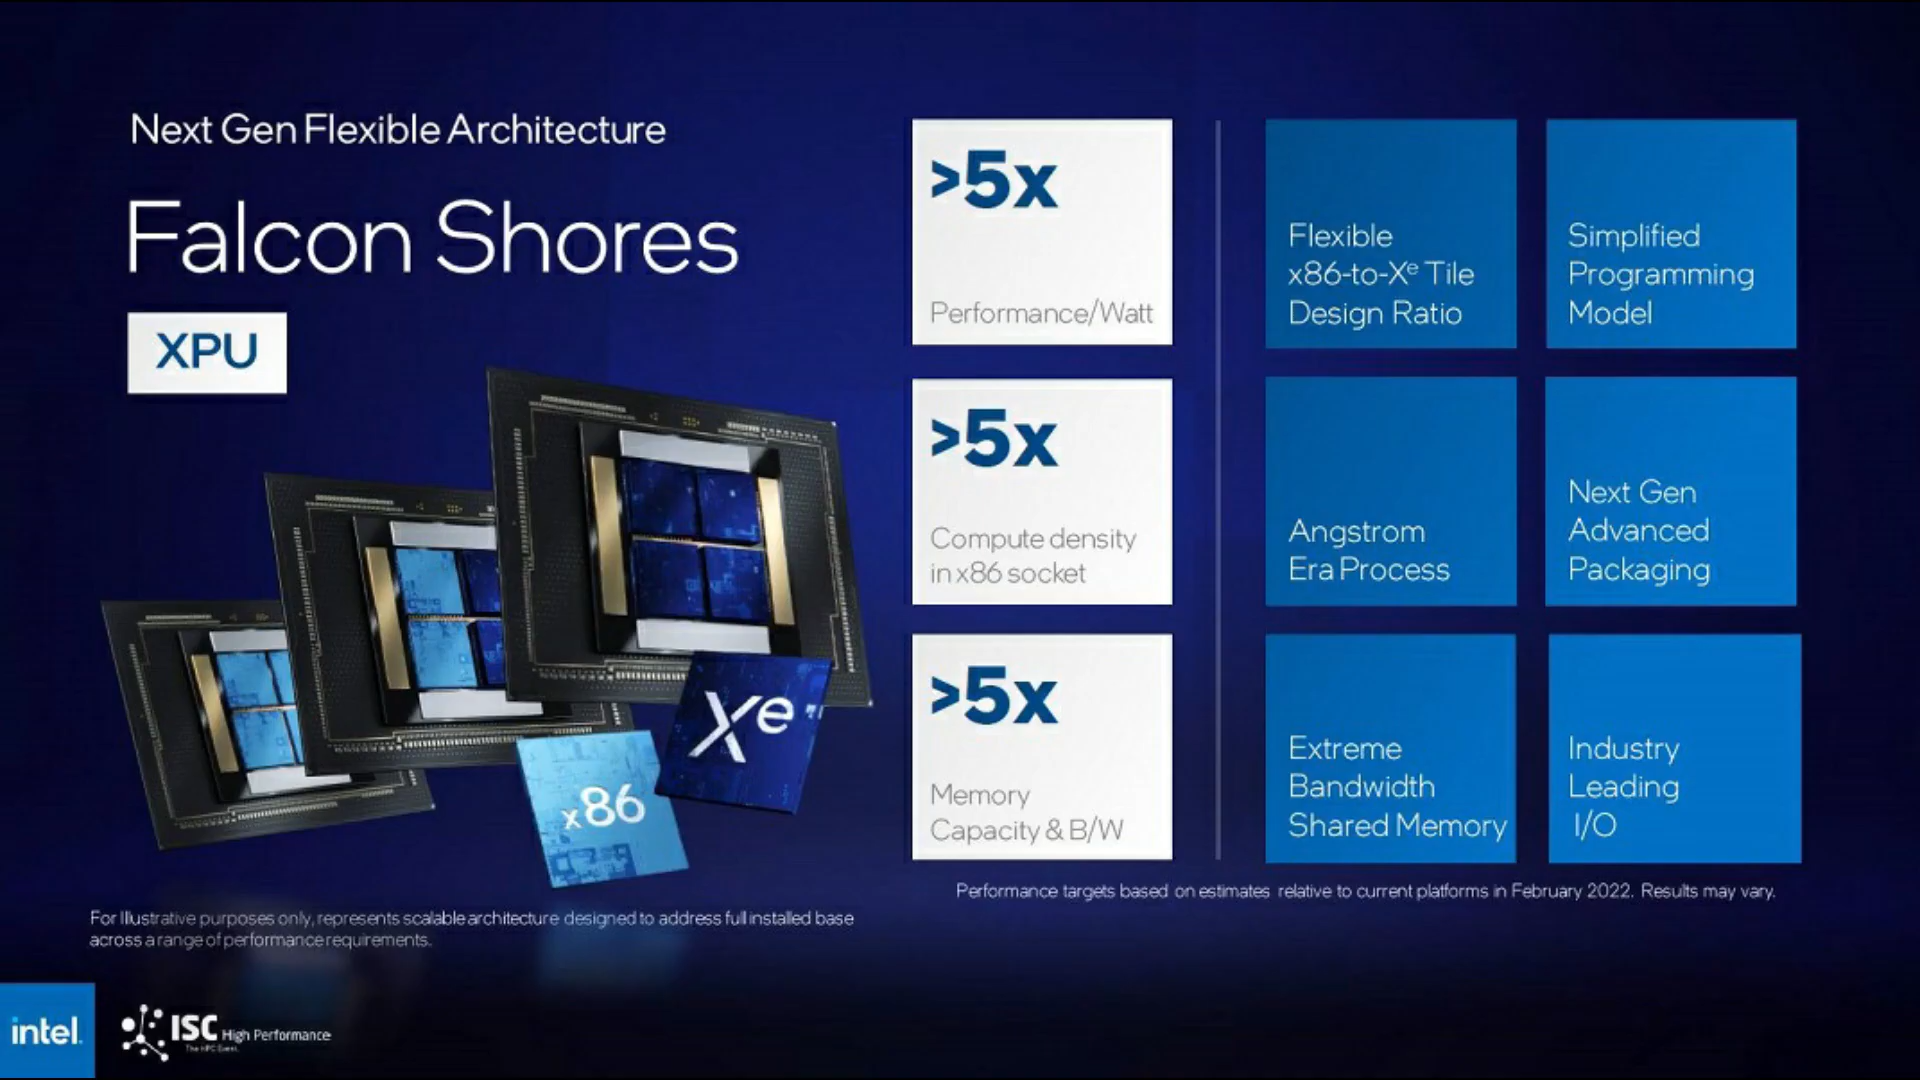 Next Gen Flexible Architecture
Falcon Shores
XPU
x86
Xe
>5x
Performance/Watt
>5x
Compute density
in x86 socket
>5x
Memory
Capacity & B/W
Flexible
x86-to-Xe Tile
Design Ratio
Simplified
Programming
Model
Angstrom
Era Process
Next Gen
Advanced
Packaging
Extreme
Bandwidth
Shared Memory
Industry
Leading
I/O
Performance targets based on estimates relative to current platforms in February 2022. Results may vary.
For Illustrative purposes only, represents scalable architecture designed to address full installed base
across a range of performance requirements.
intel.
ISC High Performance
The HPC Event.